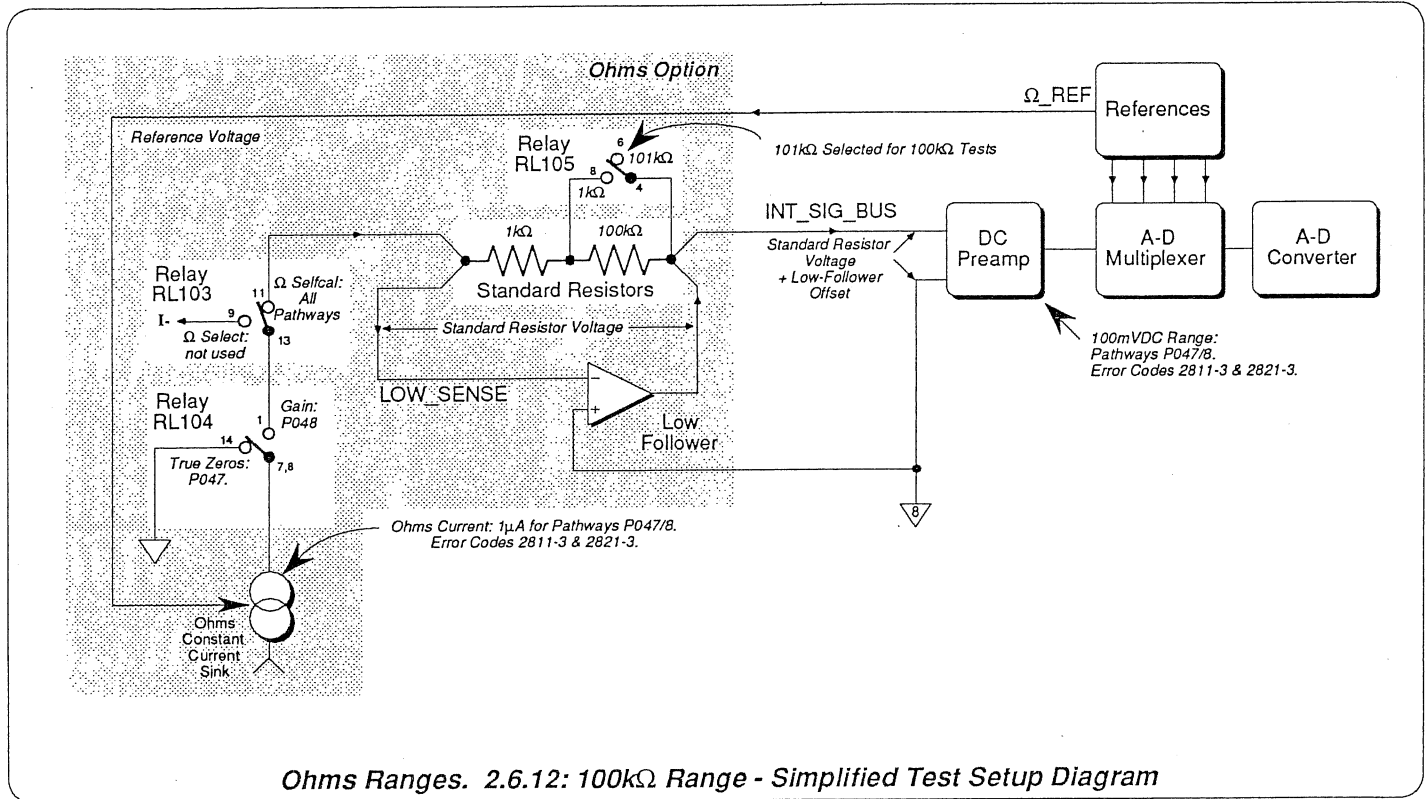 Ohms Option
Ω_REF
References
Reference Voltage
Relay
RL105
6
101kΩ
8
1kΩ
4
101kΩ Selected for 100kΩ Tests
INT_SIG_BUS
1kΩ
100kΩ
Standard Resistors
Standard Resistor
Voltage
+ Low-Follower
Offset
DC
Preamp
A-D
Multiplexer
A-D
Converter
Relay
RL103
11
Ω Selfcal:
All
Pathways
I-
9
Ω Select:
not used
13
Standard Resistor Voltage
100mVDC Range:
Pathways P047/8.
Error Codes 2811-3 & 2821-3.
LOW_SENSE
−
+
Low
Follower
Relay
RL104
1
Gain:
P048
14
True Zeros:
P047.
7,8
8
Ohms Current: 1µA for Pathways P047/8.
Error Codes 2811-3 & 2821-3.
Ohms
Constant
Current
Sink
Ohms Ranges. 2.6.12: 100kΩ Range - Simplified Test Setup Diagram